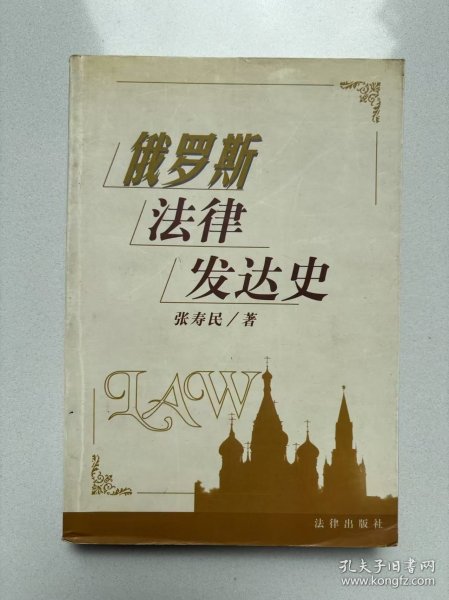 俄罗斯
法律
发达史
张寿民/著
LAW
法律出版社
孔夫子旧书网
www.kongfz.com